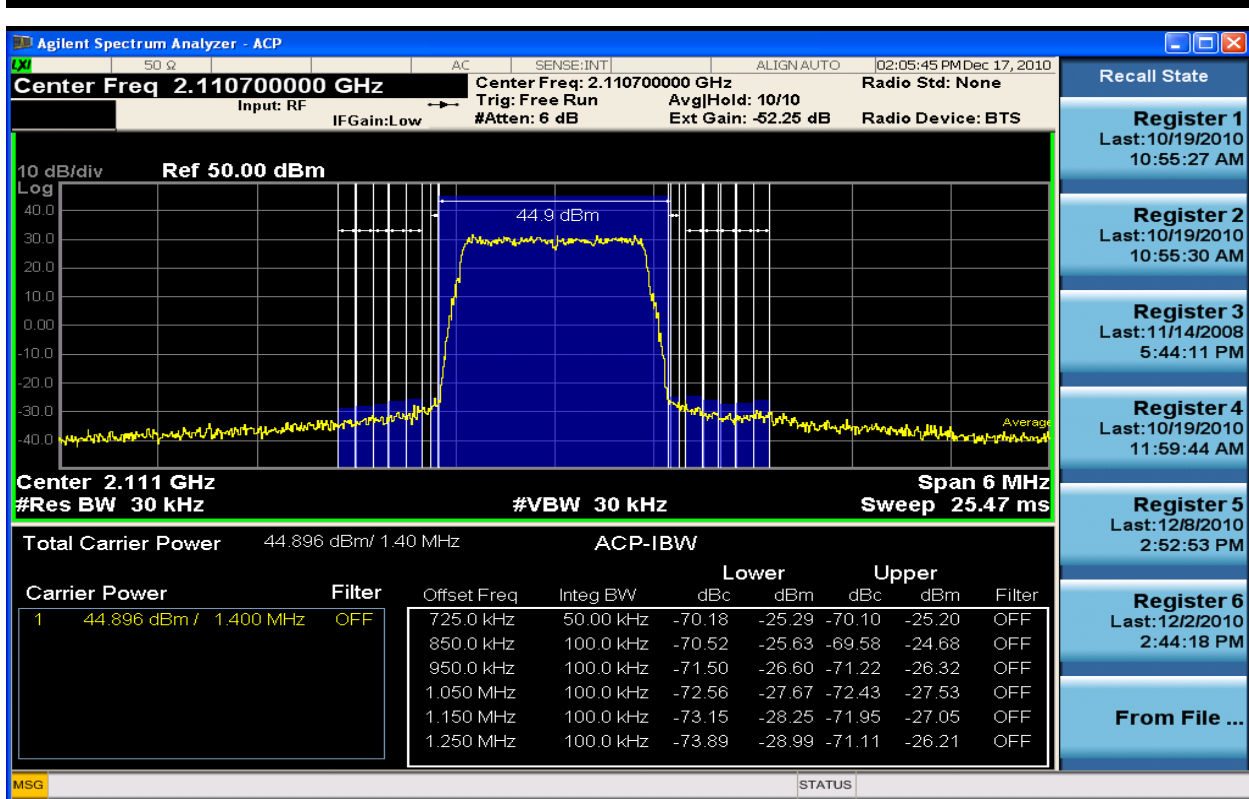 Agilent Spectrum Analyzer - ACP
LXI 50 Ω AC SENSE:INT ALIGN AUTO 02:05:45 PM Dec 17, 2010
Center Freq 2.110700000 GHz
Input: RF
IFGain:Low
Center Freq: 2.110700000 GHz
Trig: Free Run
#Atten: 6 dB
Avg|Hold: 10/10
Ext Gain: -52.25 dB
Radio Std: None
Radio Device: BTS
10 dB/div Ref 50.00 dBm
Log
40.0
30.0
20.0
10.0
0.00
-10.0
-20.0
-30.0
-40.0
44.9 dBm
Average
Center 2.111 GHz Span 6 MHz
#Res BW 30 kHz #VBW 30 kHz Sweep 25.47 ms
Total Carrier Power 44.896 dBm/ 1.40 MHz ACP-IBW
Carrier Power Filter
1 44.896 dBm / 1.400 MHz OFF
Lower Upper
Offset Freq Integ BW dBc dBm dBc dBm Filter
725.0 kHz 50.00 kHz -70.18 -25.29 -70.10 -25.20 OFF
850.0 kHz 100.0 kHz -70.52 -25.63 -69.58 -24.68 OFF
950.0 kHz 100.0 kHz -71.50 -26.60 -71.22 -26.32 OFF
1.050 MHz 100.0 kHz -72.56 -27.67 -72.43 -27.53 OFF
1.150 MHz 100.0 kHz -73.15 -28.25 -71.95 -27.05 OFF
1.250 MHz 100.0 kHz -73.89 -28.99 -71.11 -26.21 OFF
Recall State
Register 1
Last:10/19/2010
10:55:27 AM
Register 2
Last:10/19/2010
10:55:30 AM
Register 3
Last:11/14/2008
5:44:11 PM
Register 4
Last:10/19/2010
11:59:44 AM
Register 5
Last:12/8/2010
2:52:53 PM
Register 6
Last:12/2/2010
2:44:18 PM
From File ...
MSG STATUS